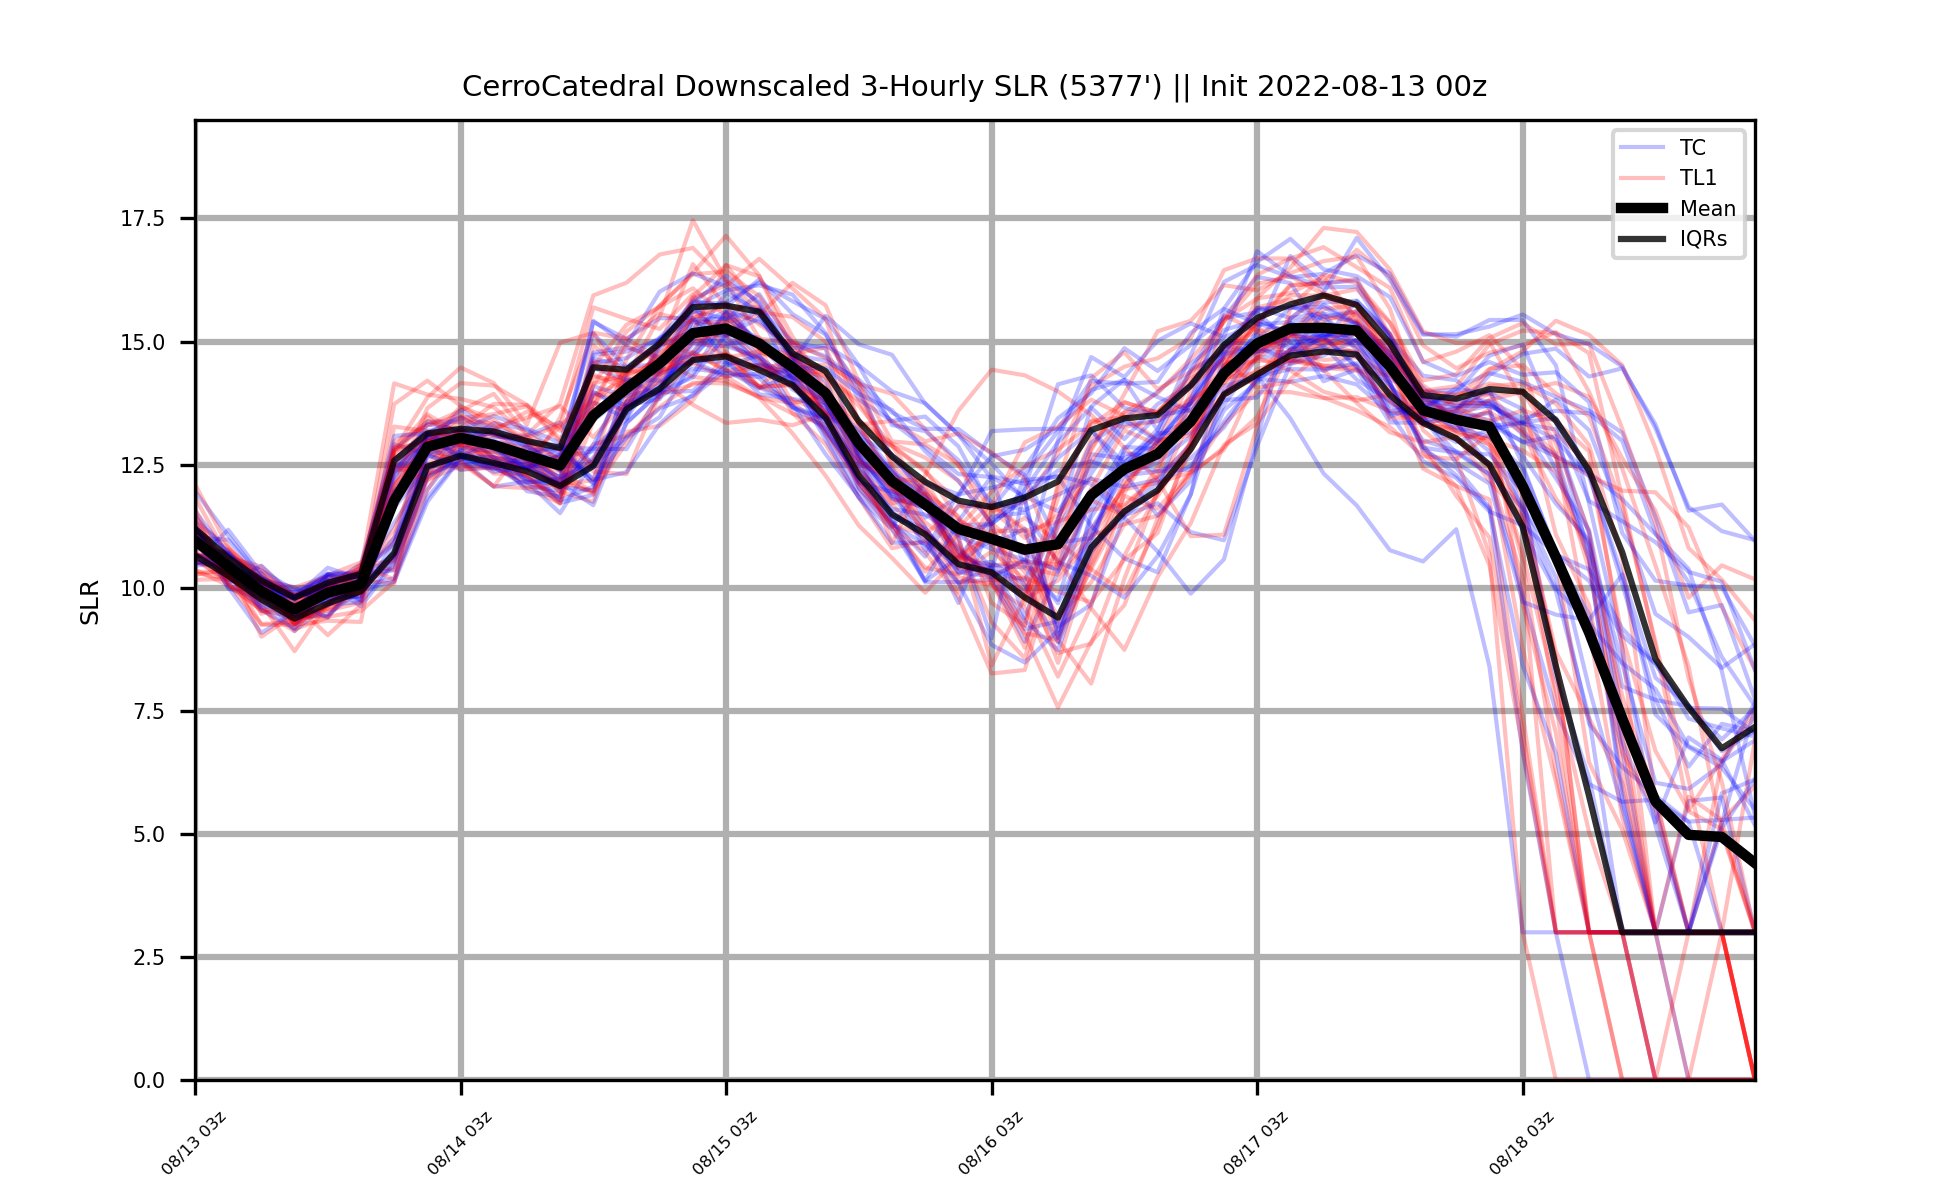 CerroCatedral Downscaled 3-Hourly SLR (5377') || Init 2022-08-13 00z
TC
TL1
Mean
IQRs
SLR
17.5
15.0
12.5
10.0
7.5
5.0
2.5
0.0
08/13 03z
08/14 03z
08/15 03z
08/16 03z
08/17 03z
08/18 03z